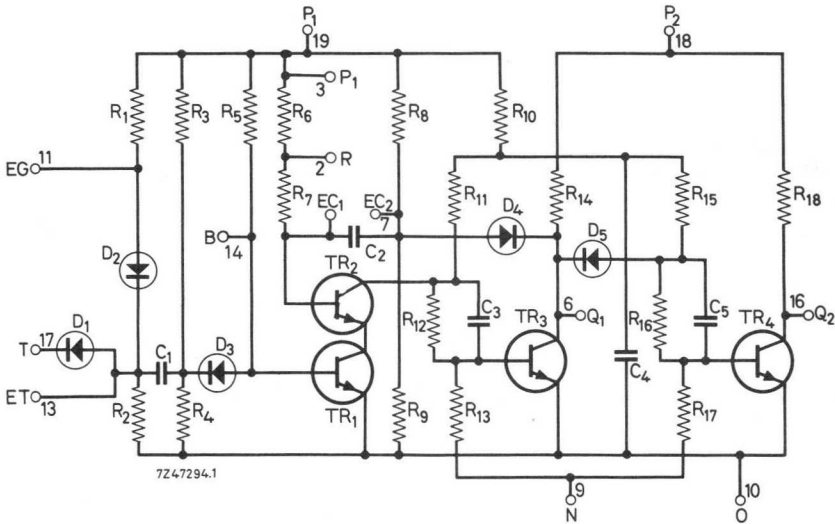 P1 19
P2 18
3 P1
R1 R3 R5 R6 R8 R10
EG 11
2 R
R7 R11 R14 R15 R18
EC1 EC2 7
D4
D5
B 14
C2
D2
TR2
C3
6 Q1
C5
16 Q2
R12
TR3
R16
TR4
D1
T 17
C1 D3
C4
ET 13
R2 R4
TR1
R9 R13 R17
7Z47294.1
9 N
10 O